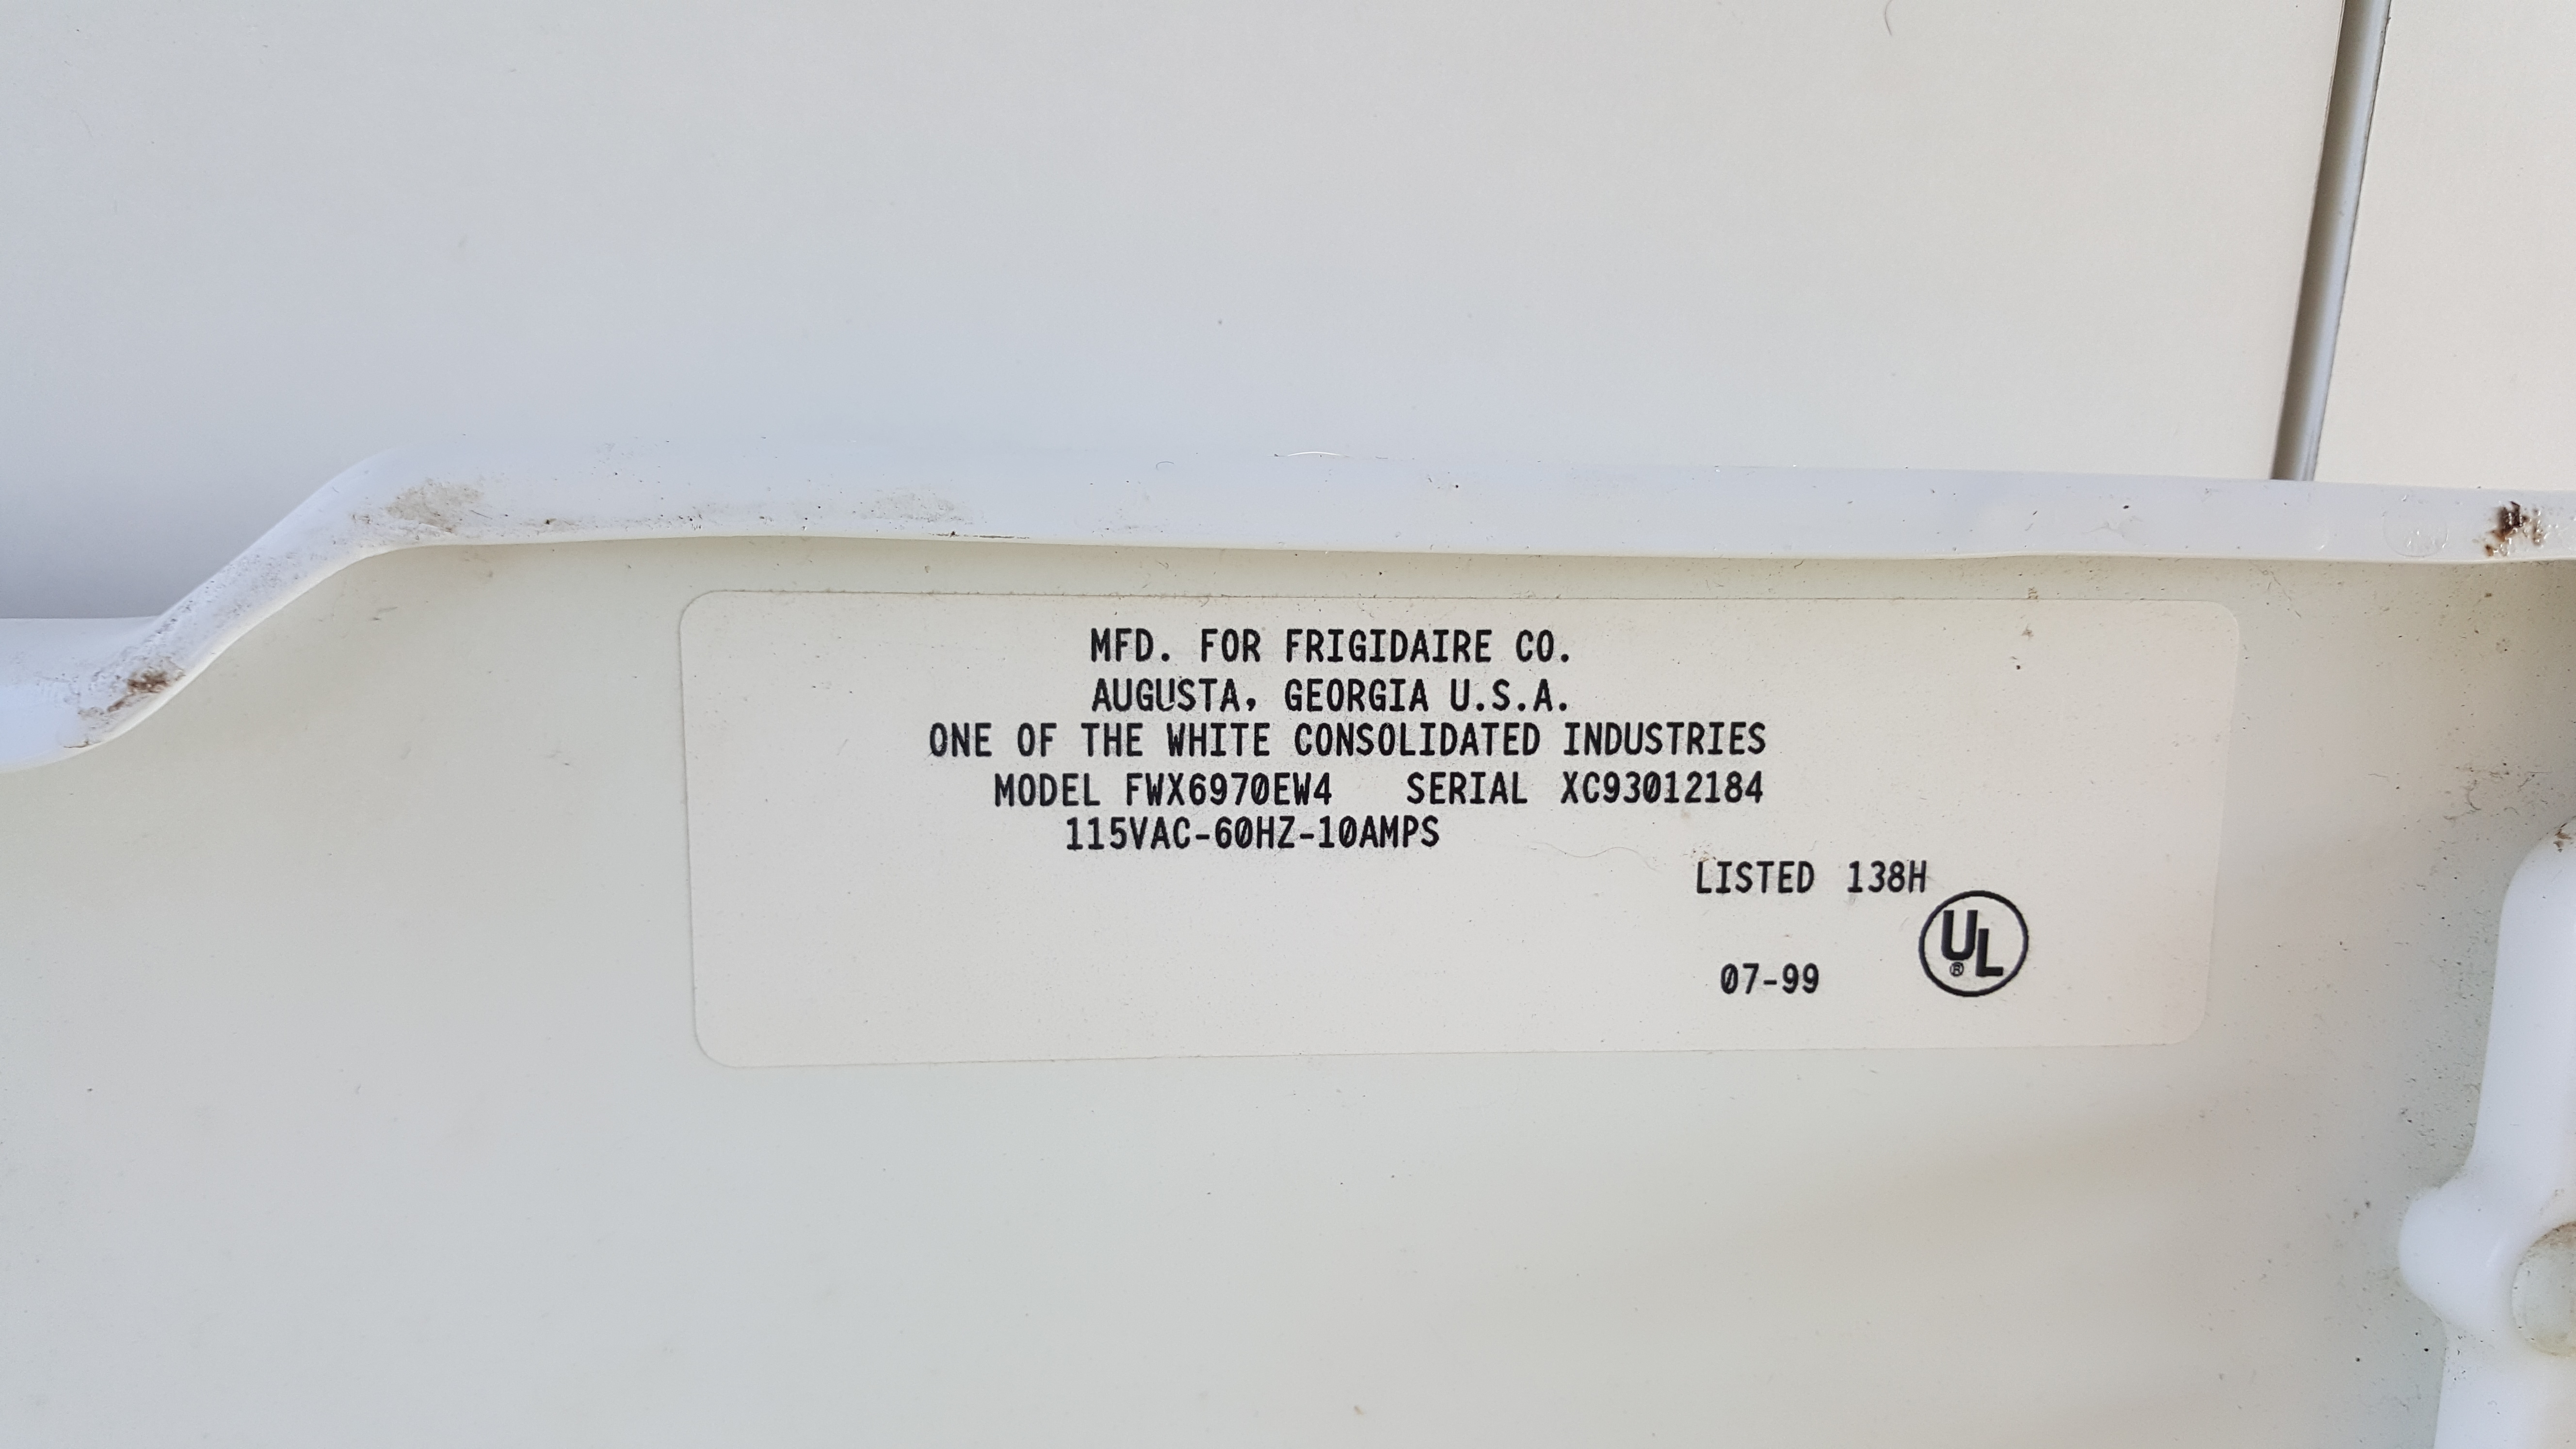 MFD. FOR FRIGIDAIRE CO.
AUGUSTA, GEORGIA U.S.A.
ONE OF THE WHITE CONSOLIDATED INDUSTRIES
MODEL FWX6970EW4 SERIAL XC93012184
115VAC-60HZ-10AMPS
LISTED 138H
UL®
07-99